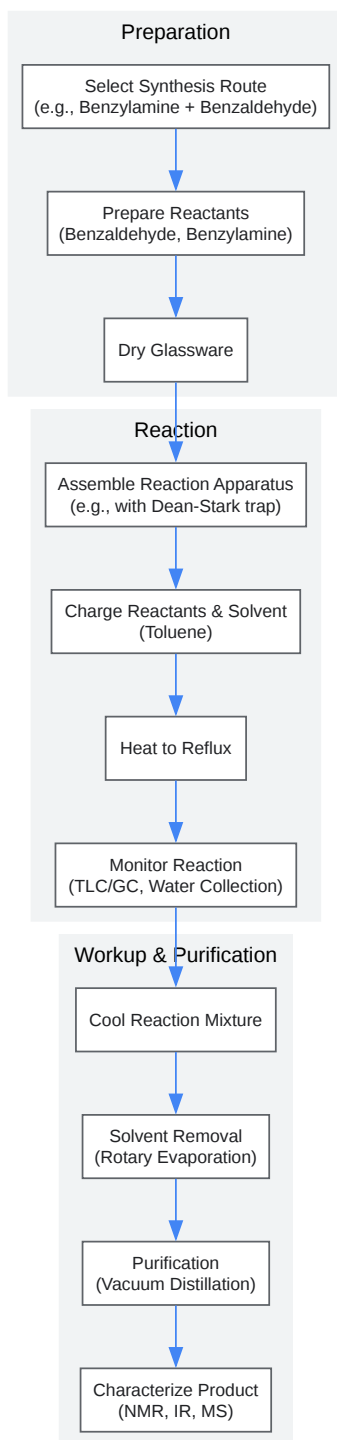 Preparation
Select Synthesis Route
(e.g., Benzylamine + Benzaldehyde)
Prepare Reactants
(Benzaldehyde, Benzylamine)
Dry Glassware
Reaction
Assemble Reaction Apparatus
(e.g., with Dean-Stark trap)
Charge Reactants & Solvent
(Toluene)
Heat to Reflux
Monitor Reaction
(TLC/GC, Water Collection)
Workup & Purification
Cool Reaction Mixture
Solvent Removal
(Rotary Evaporation)
Purification
(Vacuum Distillation)
Characterize Product
(NMR, IR, MS)